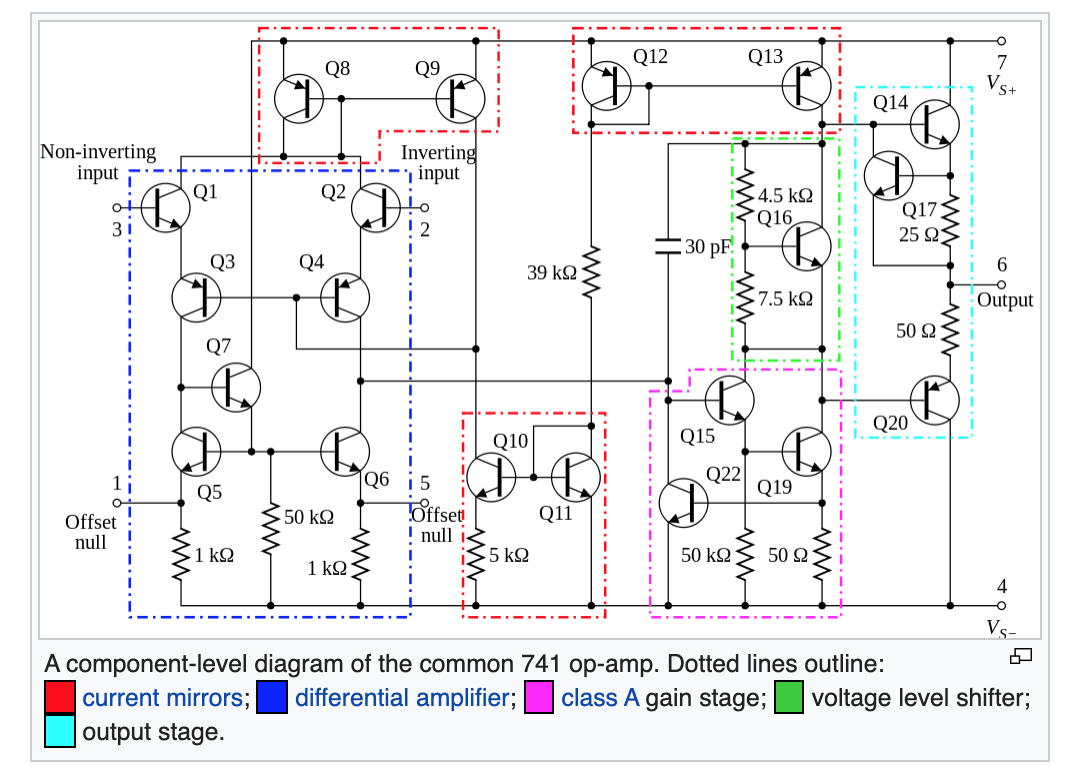 Q8
Q9
Q12
Q13
7
V_S+
Q14
Non-inverting
input
Inverting
input
Q1
Q2
3
2
4.5 kΩ
Q16
Q17
25 Ω
30 pF
Q3
Q4
39 kΩ
7.5 kΩ
6
Output
50 Ω
Q7
Q15
Q20
Q10
1
5
Q5
Q6
Q22
Q19
Q11
Offset
null
Offset
null
50 kΩ
1 kΩ
1 kΩ
5 kΩ
50 kΩ
50 Ω
4
V_S−
A component-level diagram of the common 741 op-amp. Dotted lines outline:
current mirrors; differential amplifier; class A gain stage; voltage level shifter;
output stage.